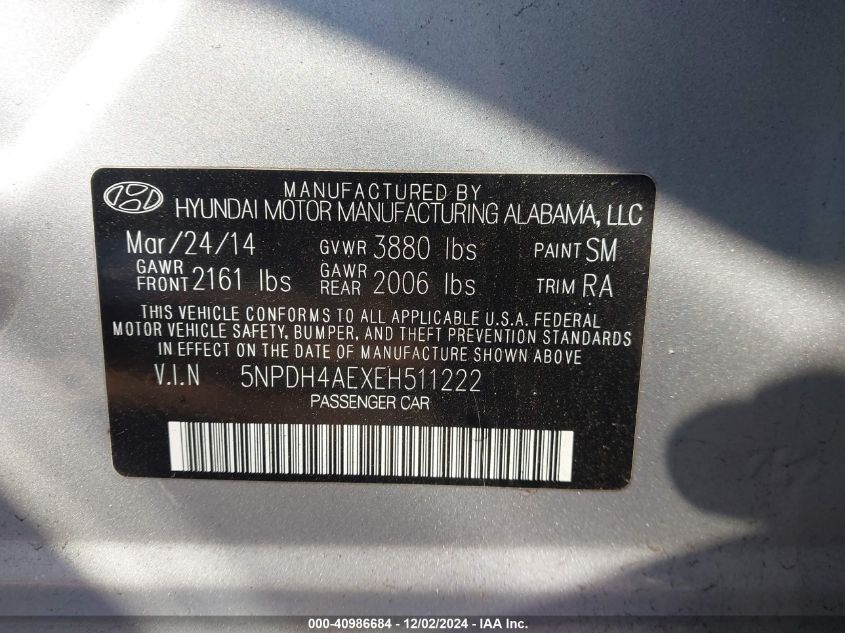 MANUFACTURED BY
HYUNDAI MOTOR MANUFACTURING ALABAMA, LLC
Mar/24/14 GVWR 3880 lbs PAINT SM
GAWR FRONT 2161 lbs GAWR REAR 2006 lbs TRIM RA
THIS VEHICLE CONFORMS TO ALL APPLICABLE U.S.A. FEDERAL
MOTOR VEHICLE SAFETY, BUMPER, AND THEFT PREVENTION STANDARDS
IN EFFECT ON THE DATE OF MANUFACTURE SHOWN ABOVE
V.I.N 5NPDH4AEXEH511222
PASSENGER CAR
000-40986684 - 12/02/2024 - IAA Inc.